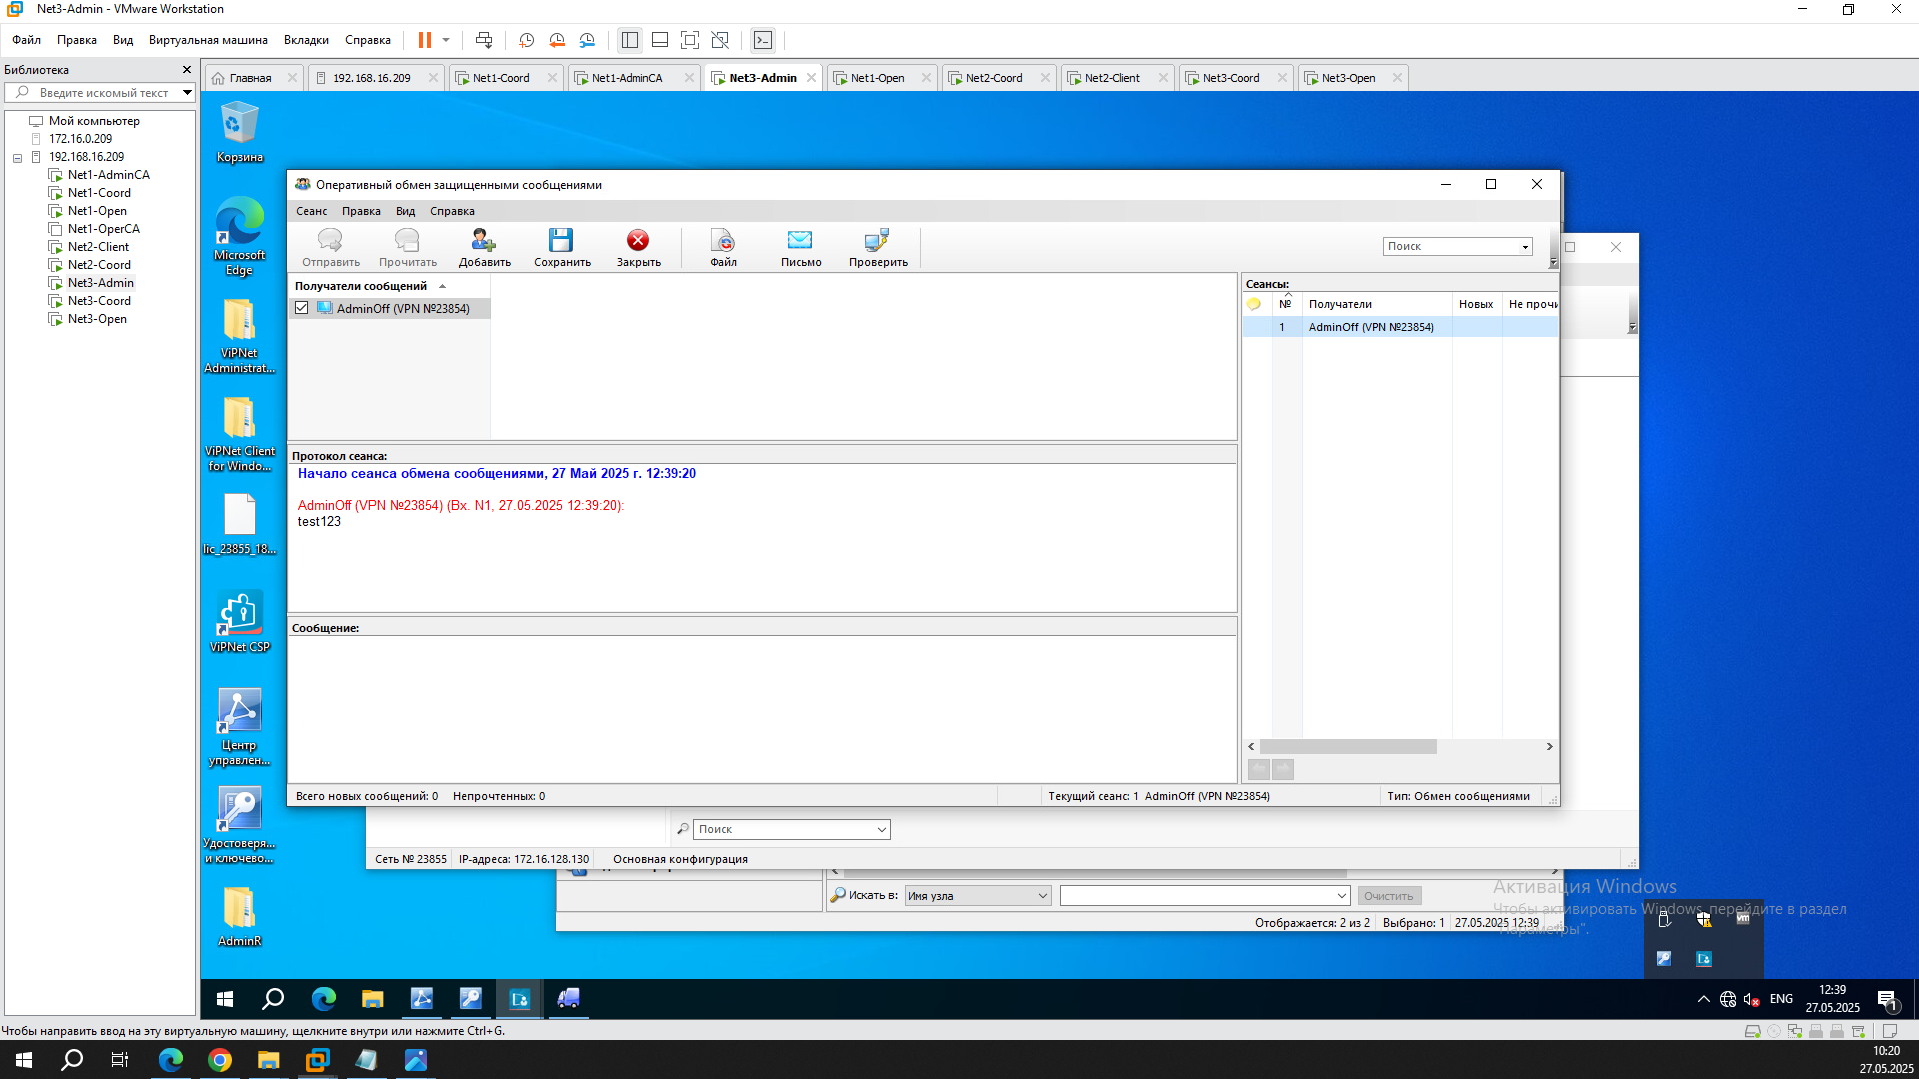 Net3-Admin - VMware Workstation
Файл Правка Вид Виртуальная машина Вкладки Справка
Библиотека
Введите искомый текст
Мой компьютер
172.16.0.209
192.168.16.209
Net1-AdminCA
Net1-Coord
Net1-Open
Net1-OperCA
Net2-Client
Net2-Coord
Net3-Admin
Net3-Coord
Net3-Open
Главная 192.168.16.209 Net1-Coord Net1-AdminCA Net3-Admin Net1-Open Net2-Coord Net2-Client Net3-Coord Net3-Open
Корзина
Microsoft
Edge
ViPNet
Administrat...
ViPNet Client
for Windo...
lic_23855_18...
ViPNet CSP
Центр
управлен...
Удостоверя...
и ключево...
AdminR
Оперативный обмен защищенными сообщениями
Сеанс Правка Вид Справка
Отправить Прочитать Добавить Сохранить Закрыть Файл Письмо Проверить
Поиск
Получатели сообщений
AdminOff (VPN №23854)
Сеансы:
№ Получатели Новых Не прочи
1 AdminOff (VPN №23854)
Протокол сеанса:
Начало сеанса обмена сообщениями, 27 Май 2025 г. 12:39:20
AdminOff (VPN №23854) (Вх. N1, 27.05.2025 12:39:20):
test123
Сообщение:
Всего новых сообщений: 0 Непрочтенных: 0
Текущий сеанс: 1 AdminOff (VPN №23854)
Тип: Обмен сообщениями
Поиск
Сеть № 23855 IP-адреса: 172.16.128.130 Основная конфигурация
Искать в: Имя узла Очистить
Отображается: 2 из 2 Выбрано: 1 27.05.2025 12:39
Активация Windows
Чтобы активировать Windows, перейдите в раздел
"Параметры".
vm
ENG
12:39
27.05.2025
1
Чтобы направить ввод на эту виртуальную машину, щелкните внутри или нажмите Ctrl+G.
10:20
27.05.2025